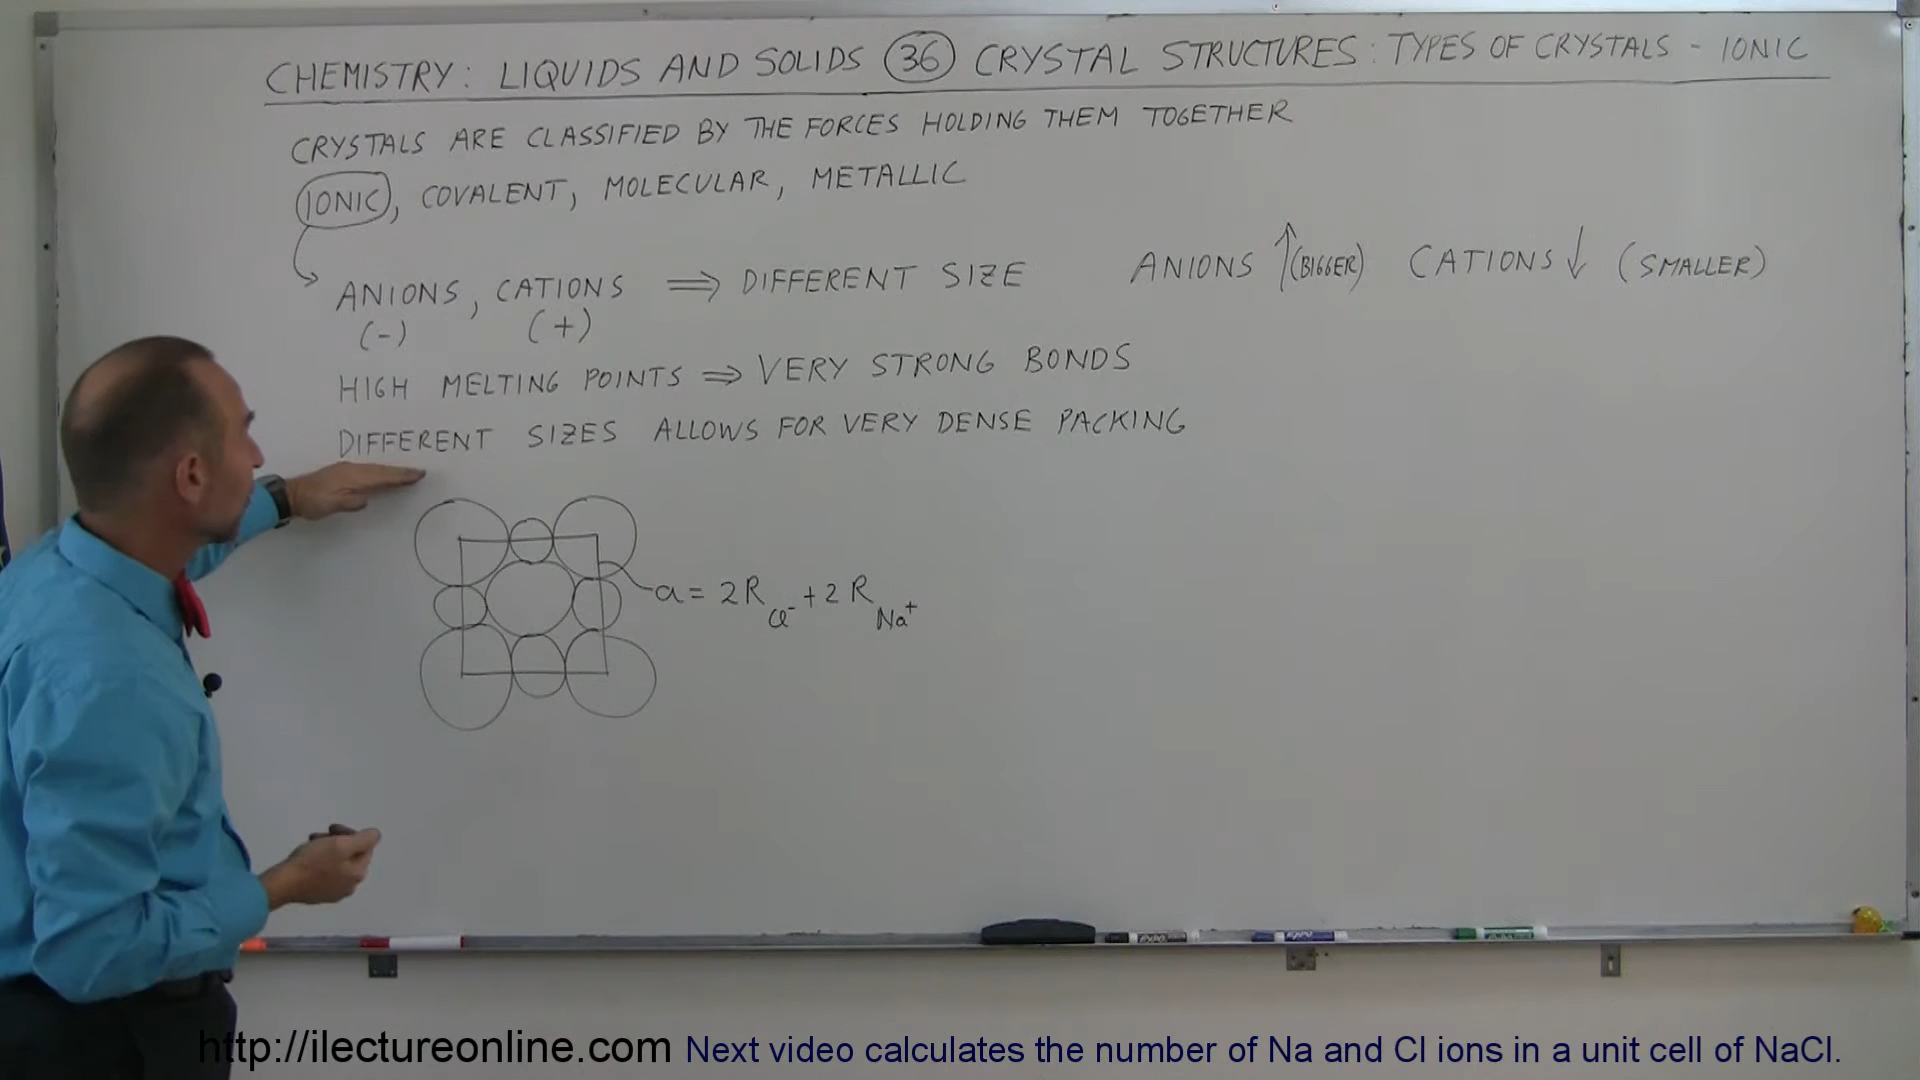 CHEMISTRY: LIQUIDS AND SOLIDS 36 CRYSTAL STRUCTURES: TYPES OF CRYSTALS - IONIC
CRYSTALS ARE CLASSIFIED BY THE FORCES HOLDING THEM TOGETHER
IONIC, COVALENT, MOLECULAR, METALLIC
ANIONS, CATIONS ⟹ DIFFERENT SIZE ANIONS ↑ (BIGGER) CATIONS ↓ (SMALLER)
(-) (+)
HIGH MELTING POINTS ⟹ VERY STRONG BONDS
DIFFERENT SIZES ALLOWS FOR VERY DENSE PACKING
a = 2R Cl⁻ + 2R Na⁺
EXPO EXPO
http://ilectureonline.com Next video calculates the number of Na and Cl ions in a unit cell of NaCl.